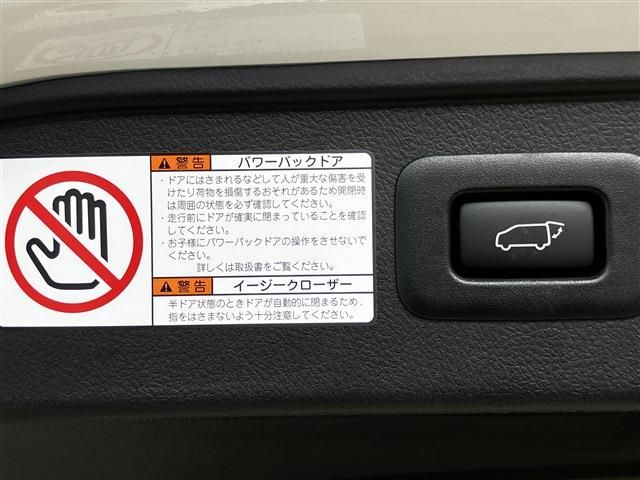 警告 パワーバックドア
・ドアにはさまれるなどして人が重大な傷害を受
けたり荷物を損傷するおそれがあるため開閉時
は周囲の状態を必ず確認してください。
・走行前にドアが確実に閉まっていることを確認
してください。
・お子様にパワーバックドアの操作をさせないで
ください。
詳しくは取扱書をご覧ください。
警告 イージークローザー
半ドア状態のときドアが自動的に閉まるため、
指をはさまないよう十分注意してください。